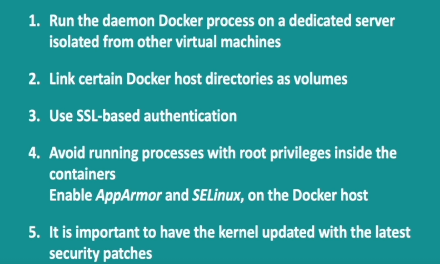 1. Run the daemon Docker process on a dedicated server
isolated from other virtual machines
2. Link certain Docker host directories as volumes
3. Use SSL-based authentication
4. Avoid running processes with root privileges inside the
containers
Enable AppArmor and SELinux, on the Docker host
5. It is important to have the kernel updated with the latest
security patches